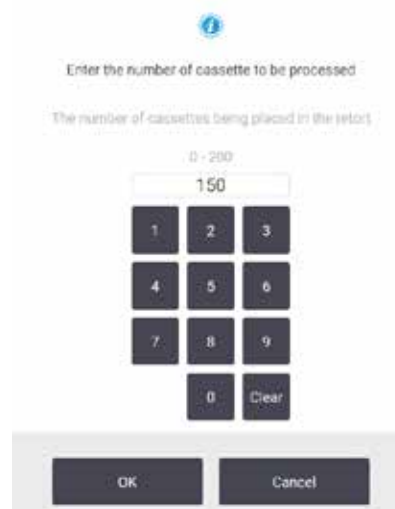 Enter the number of cassette to be processed
The number of cassettes being placed in the retort
0 - 200
150
1 2 3
4 5 6
7 8 9
0 Clear
OK Cancel